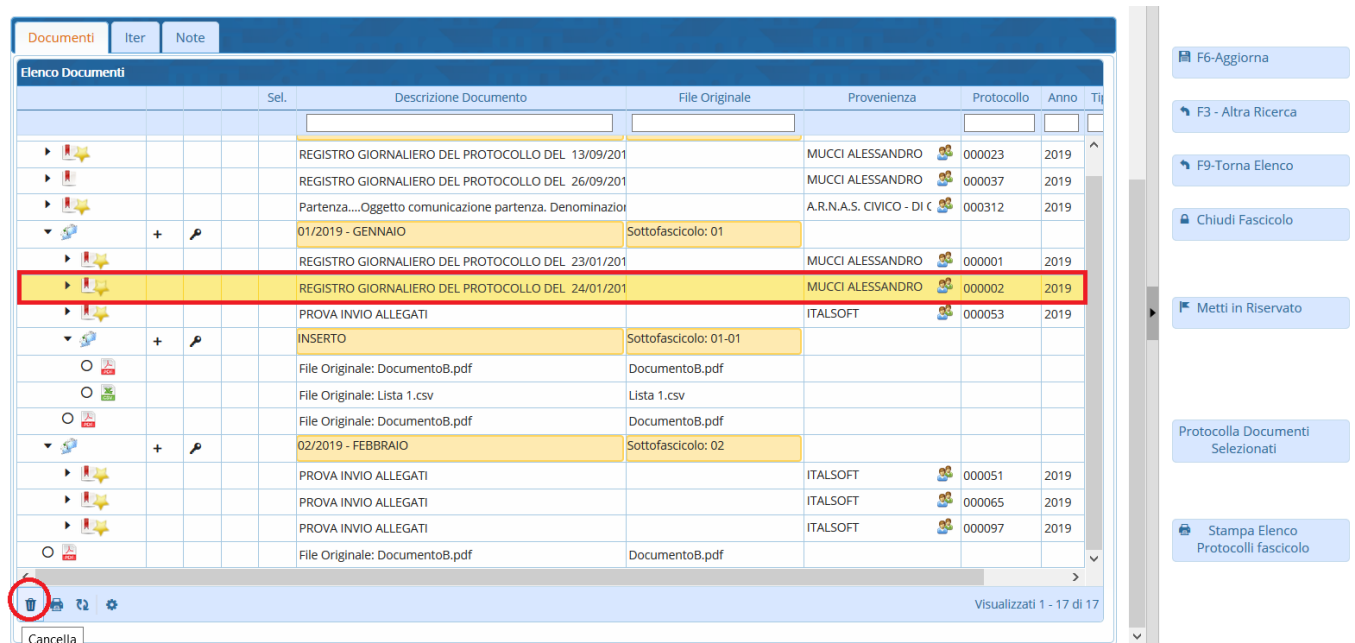 Documenti Iter Note
Elenco Documenti
Sel. Descrizione Documento File Originale Provenienza Protocollo Anno
REGISTRO GIORNALIERO DEL PROTOCOLLO DEL 13/09/201 MUCCI ALESSANDRO 000023 2019
REGISTRO GIORNALIERO DEL PROTOCOLLO DEL 26/09/201 MUCCI ALESSANDRO 000037 2019
Partenza....Oggetto comunicazione partenza. Denominazion A.R.N.A.S. CIVICO - DI C 000312 2019
+ 01/2019 - GENNAIO Sottofascicolo: 01
REGISTRO GIORNALIERO DEL PROTOCOLLO DEL 23/01/201 MUCCI ALESSANDRO 000001 2019
REGISTRO GIORNALIERO DEL PROTOCOLLO DEL 24/01/201 MUCCI ALESSANDRO 000002 2019
PROVA INVIO ALLEGATI ITALSOFT 000053 2019
+ INSERTO Sottofascicolo: 01-01
File Originale: DocumentoB.pdf DocumentoB.pdf
File Originale: Lista 1.csv Lista 1.csv
File Originale: DocumentoB.pdf DocumentoB.pdf
+ 02/2019 - FEBBRAIO Sottofascicolo: 02
PROVA INVIO ALLEGATI ITALSOFT 000051 2019
PROVA INVIO ALLEGATI ITALSOFT 000065 2019
PROVA INVIO ALLEGATI ITALSOFT 000097 2019
File Originale: DocumentoB.pdf DocumentoB.pdf
Visualizzati 1 - 17 di 17
Cancella
F6-Aggiorna
F3 - Altra Ricerca
F9-Torna Elenco
Chiudi Fascicolo
Metti in Riservato
Protocolla Documenti
Selezionati
Stampa Elenco
Protocolli fascicolo